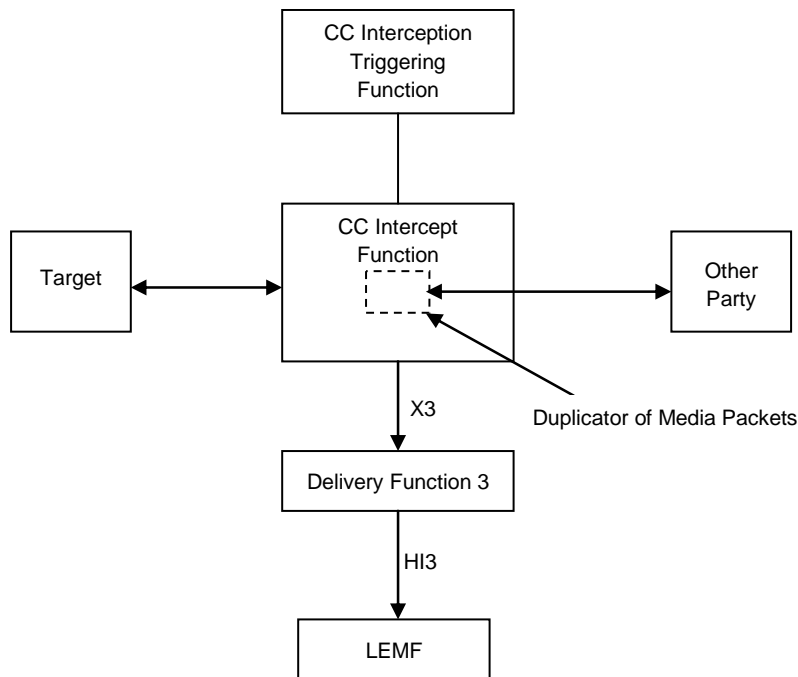 CC Interception
Triggering
Function
CC Intercept
Function
Target
Other
Party
X3
Duplicator of Media Packets
Delivery Function 3
HI3
LEMF